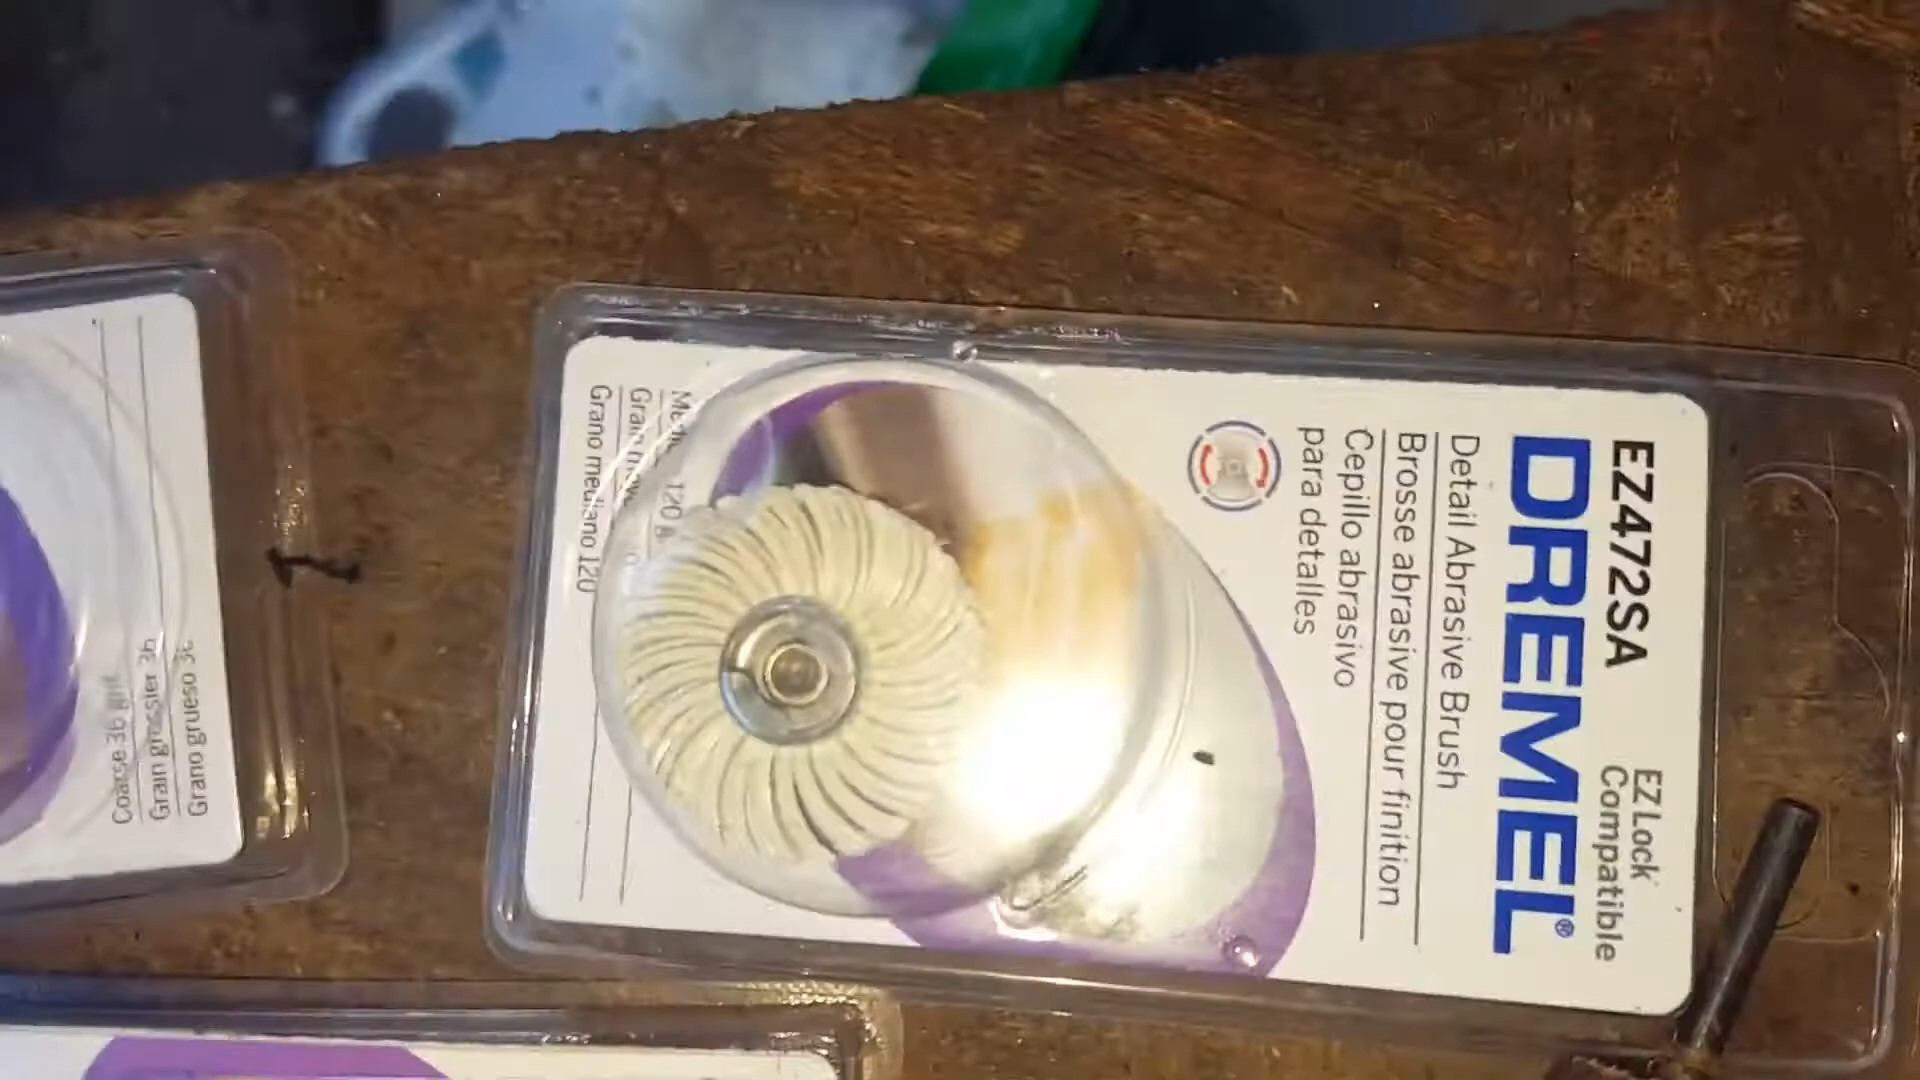 EZ472SA
EZ Lock
Compatible
DREMEL®
Detail Abrasive Brush
Brosse abrasive pour finition
Cepillo abrasivo
para detalles
120
Grano mediano 120
Coarse 36 grit
Grain grossier 36
Grano grueso 36